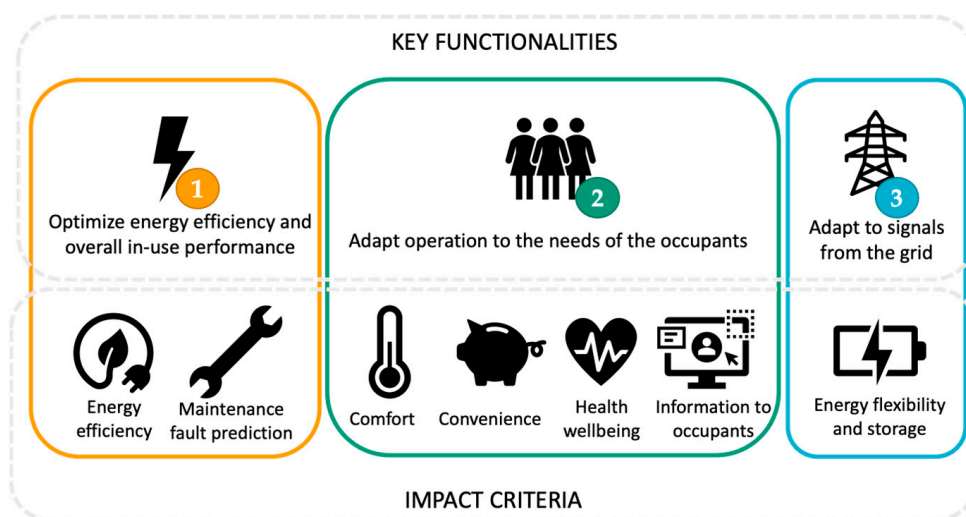 KEY FUNCTIONALITIES
1
Optimize energy efficiency and
overall in-use performance
2
Adapt operation to the needs of the occupants
3
Adapt to signals
from the grid
Energy
efficiency
Maintenance
fault prediction
Comfort
Convenience
Health
wellbeing
Information to
occupants
Energy flexibility
and storage
IMPACT CRITERIA